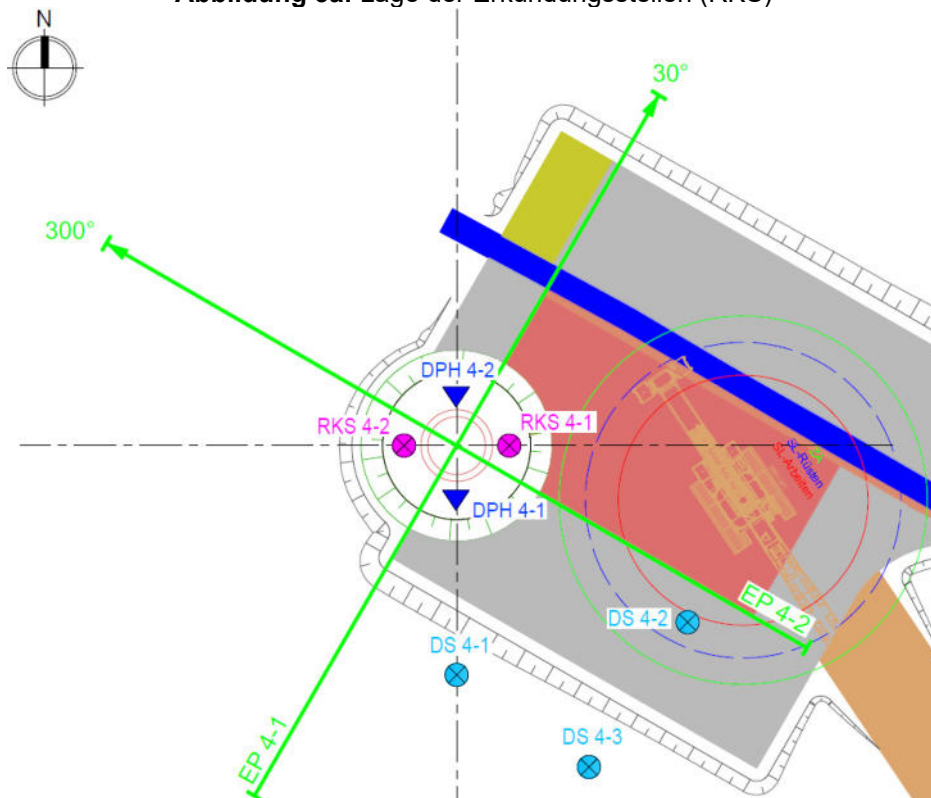 Abbildung 6a: Lage der Erkundungsstellen (RKS)
N
30°
300°
DPH 4-2
RKS 4-2
RKS 4-1
DPH 4-1
SL-Rüsten
SL-Arbeiten
EP 4-2
DS 4-2
DS 4-1
DS 4-3
EP 4-1